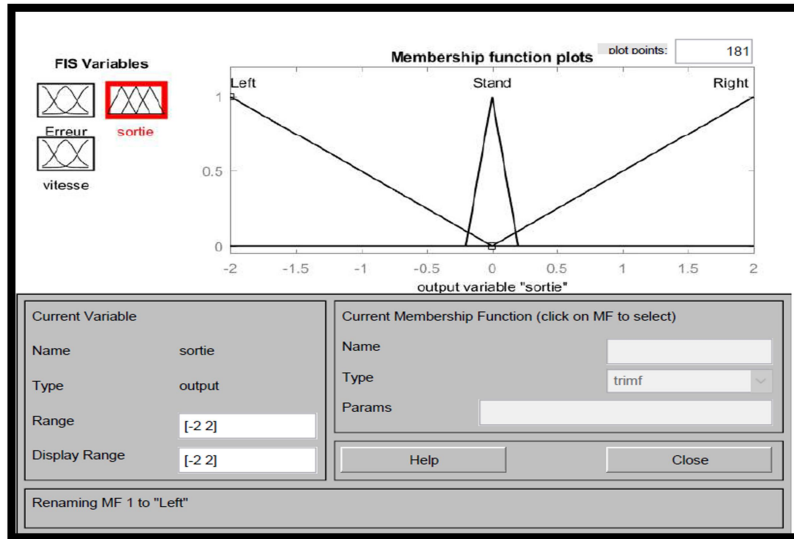 FIS Variables
Erreur
sortie
vitesse
Membership function plots
plot points:
181
Left
Stand
Right
1
0.5
0
-2 -1.5 -1 -0.5 0 0.5 1 1.5 2
output variable "sortie"
Current Variable
Name sortie
Type output
Range [-2 2]
Display Range [-2 2]
Current Membership Function (click on MF to select)
Name
Type trimf
Params
Help
Close
Renaming MF 1 to "Left"